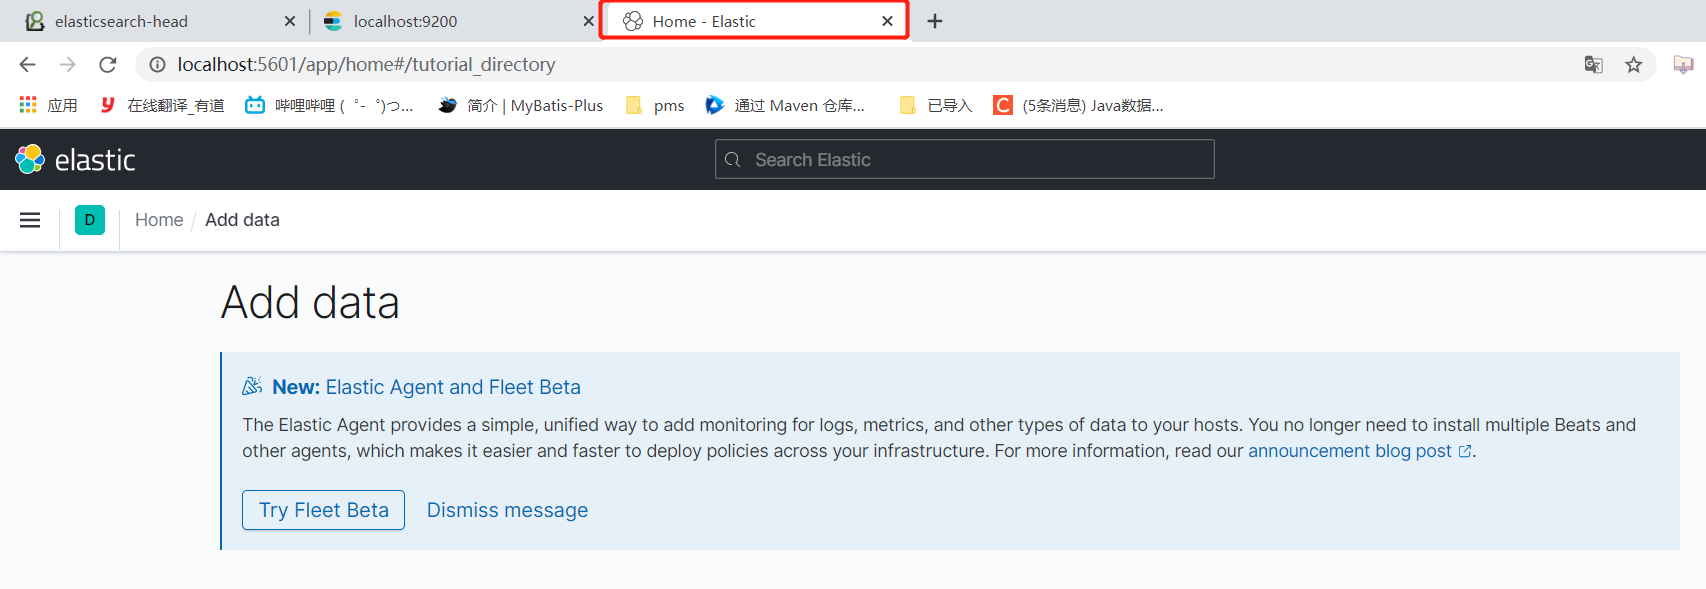 elasticsearch-head
localhost:9200
Home - Elastic
localhost:5601/app/home#/tutorial_directory
应用
在线翻译_有道
哔哩哔哩 ( ゜- ゜)つ...
简介 | MyBatis-Plus
pms
通过 Maven 仓库...
已导入
(5条消息) Java数据...
elastic
Search Elastic
D
Home / Add data
Add data
New: Elastic Agent and Fleet Beta
The Elastic Agent provides a simple, unified way to add monitoring for logs, metrics, and other types of data to your hosts. You no longer need to install multiple Beats and
other agents, which makes it easier and faster to deploy policies across your infrastructure. For more information, read our announcement blog post.
Try Fleet Beta
Dismiss message